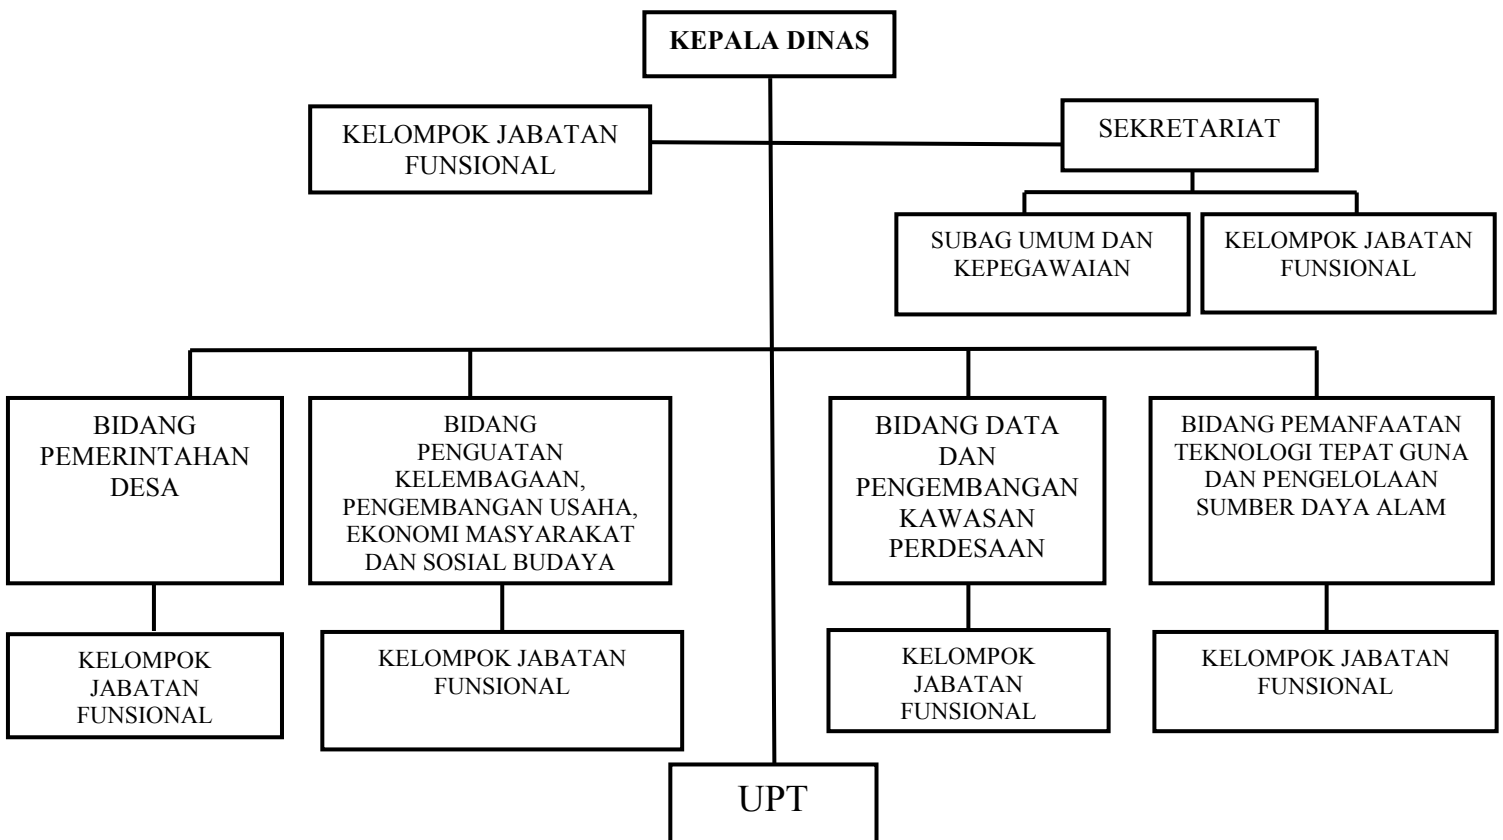 KEPALA DINAS
KELOMPOK JABATAN
FUNSIONAL
SEKRETARIAT
SUBAG UMUM DAN
KEPEGAWAIAN
KELOMPOK JABATAN
FUNSIONAL
BIDANG
PEMERINTAHAN
DESA
BIDANG
PENGUATAN
KELEMBAGAAN,
PENGEMBANGAN USAHA,
EKONOMI MASYARAKAT
DAN SOSIAL BUDAYA
BIDANG DATA
DAN
PENGEMBANGAN
KAWASAN
PERDESAAN
BIDANG PEMANFAATAN
TEKNOLOGI TEPAT GUNA
DAN PENGELOLAAN
SUMBER DAYA ALAM
KELOMPOK
JABATAN
FUNSIONAL
KELOMPOK JABATAN
FUNSIONAL
KELOMPOK
JABATAN
FUNSIONAL
KELOMPOK JABATAN
FUNSIONAL
UPT